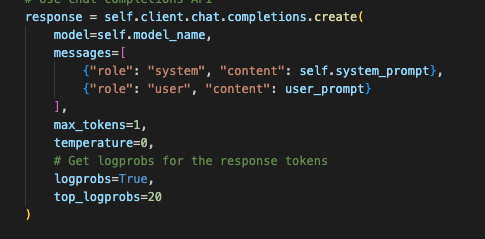 # Use Chat Completions API
response = self.client.chat.completions.create(
    model=self.model_name,
    messages=[
        {"role": "system", "content": self.system_prompt},
        {"role": "user", "content": user_prompt}
    ],
    max_tokens=1,
    temperature=0,
    # Get logprobs for the response tokens
    logprobs=True,
    top_logprobs=20
)